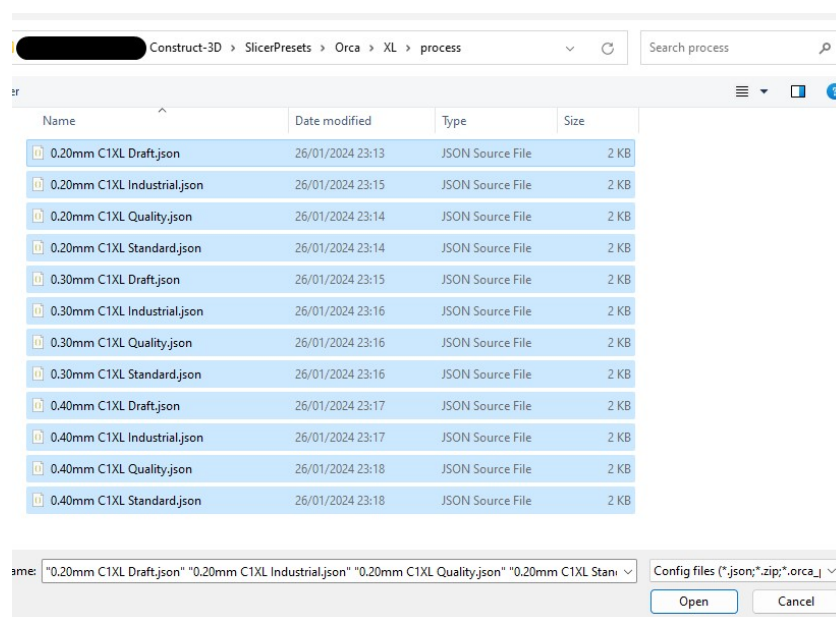 Construct-3D > SlicerPresets > Orca > XL > process Search process
er
Name Date modified Type Size
0.20mm C1XL Draft.json 26/01/2024 23:13 JSON Source File 2 KB
0.20mm C1XL Industrial.json 26/01/2024 23:15 JSON Source File 2 KB
0.20mm C1XL Quality.json 26/01/2024 23:14 JSON Source File 2 KB
0.20mm C1XL Standard.json 26/01/2024 23:14 JSON Source File 2 KB
0.30mm C1XL Draft.json 26/01/2024 23:15 JSON Source File 2 KB
0.30mm C1XL Industrial.json 26/01/2024 23:16 JSON Source File 2 KB
0.30mm C1XL Quality.json 26/01/2024 23:16 JSON Source File 2 KB
0.30mm C1XL Standard.json 26/01/2024 23:16 JSON Source File 2 KB
0.40mm C1XL Draft.json 26/01/2024 23:17 JSON Source File 2 KB
0.40mm C1XL Industrial.json 26/01/2024 23:17 JSON Source File 2 KB
0.40mm C1XL Quality.json 26/01/2024 23:18 JSON Source File 2 KB
0.40mm C1XL Standard.json 26/01/2024 23:18 JSON Source File 2 KB
ame: "0.20mm C1XL Draft.json" "0.20mm C1XL Industrial.json" "0.20mm C1XL Quality.json" "0.20mm C1XL Stan Config files (*.json;*.zip;*.orca_
Open Cancel